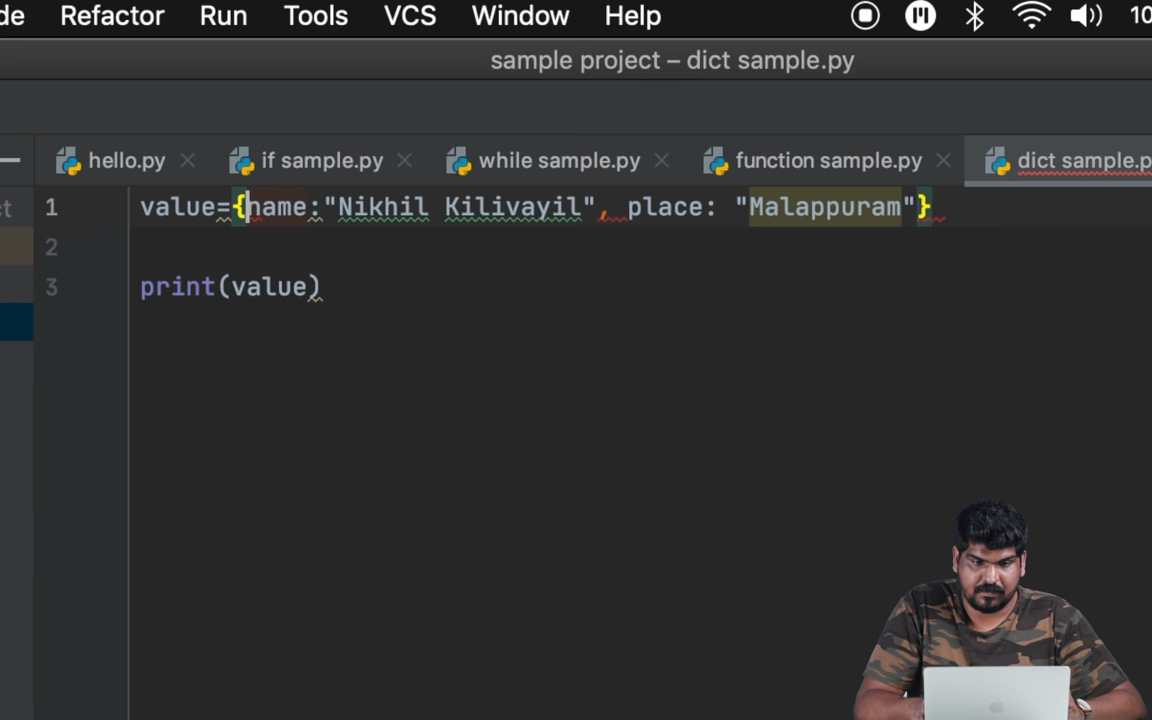 de Refactor Run Tools VCS Window Help 10
sample project – dict sample.py
hello.py if sample.py while sample.py function sample.py dict sample.p
ct
1 value={name:"Nikhil Kilivayil", place: "Malappuram"}
2
3 print(value)